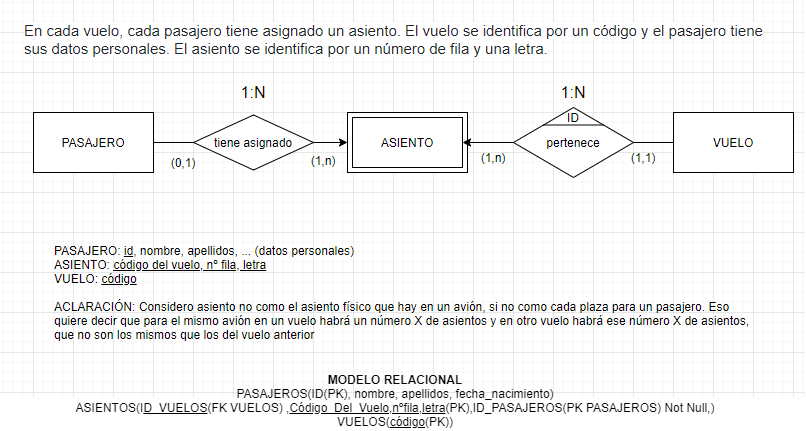 En cada vuelo, cada pasajero tiene asignado un asiento. El vuelo se identifica por un código y el pasajero tiene
sus datos personales. El asiento se identifica por un número de fila y una letra.
1:N
1:N
ID
PASAJERO
tiene asignado
ASIENTO
pertenece
VUELO
(0,1)
(1,n)
(1,n)
(1,1)
PASAJERO: id, nombre, apellidos, ... (datos personales)
ASIENTO: código del vuelo, nº fila, letra
VUELO: código
ACLARACIÓN: Considero asiento no como el asiento físico que hay en un avión, si no como cada plaza para un pasajero. Eso
quiere decir que para el mismo avión en un vuelo habrá un número X de asientos y en otro vuelo habrá ese número X de asientos,
que no son los mismos que los del vuelo anterior
MODELO RELACIONAL
PASAJEROS(ID(PK), nombre, apellidos, fecha_nacimiento)
ASIENTOS(ID_VUELOS(FK VUELOS) ,Código_Del_Vuelo,nºfila,letra(PK),ID_PASAJEROS(PK PASAJEROS) Not Null,)
VUELOS(código(PK))